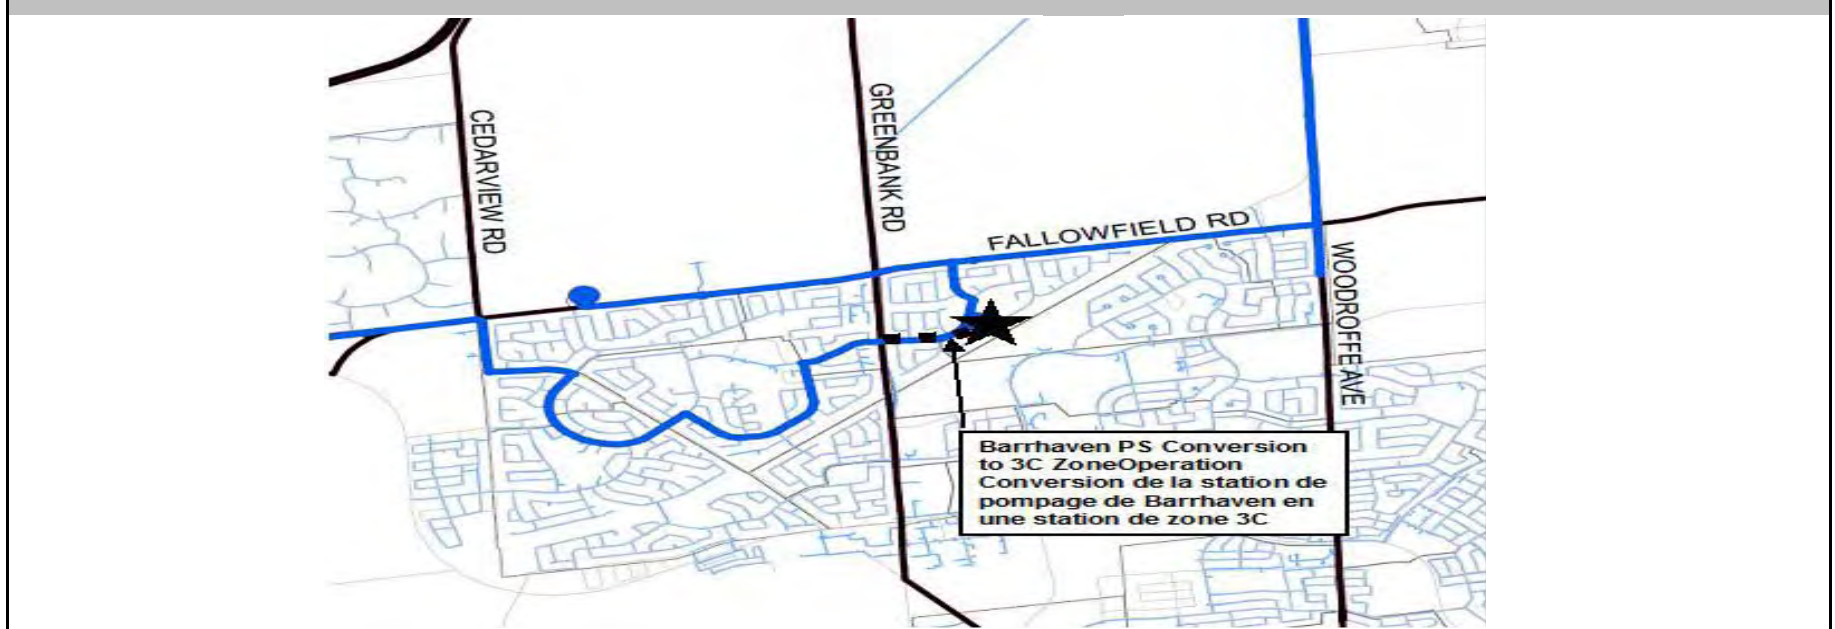 CEDARVIEW RD
GREENBANK RD
FALLOWFIELD RD
WOODROFFE AVE
Barrhaven PS Conversion
to 3C ZoneOperation
Conversion de la station de
pompage de Barrhaven en
une station de zone 3C